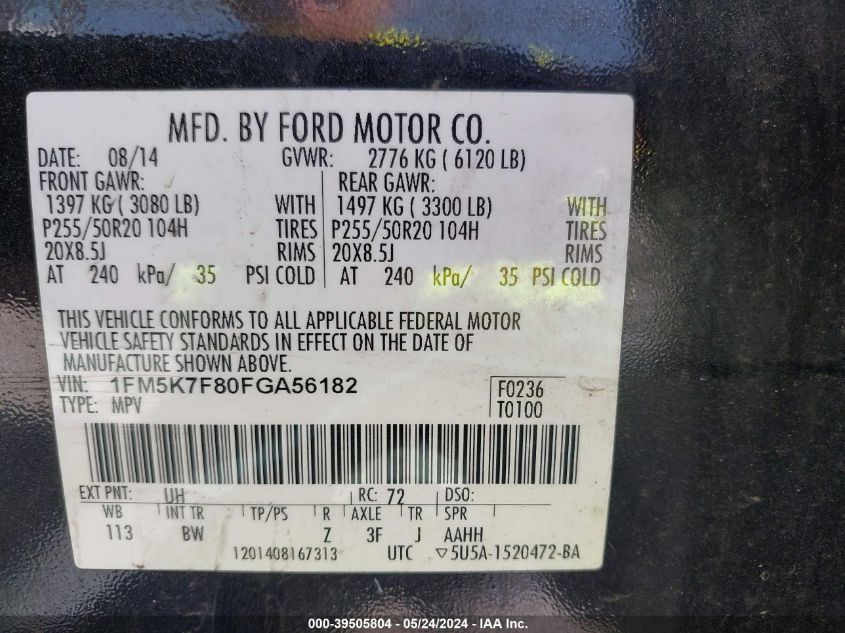 MFD. BY FORD MOTOR CO.
DATE: 08/14 GVWR: 2776 KG ( 6120 LB)
FRONT GAWR: REAR GAWR:
1397 KG ( 3080 LB) WITH 1497 KG ( 3300 LB) WITH
P255/50R20 104H TIRES P255/50R20 104H TIRES
20X8.5J RIMS 20X8.5J RIMS
AT 240 kPa/ 35 PSI COLD AT 240 kPa/ 35 PSI COLD
THIS VEHICLE CONFORMS TO ALL APPLICABLE FEDERAL MOTOR
VEHICLE SAFETY STANDARDS IN EFFECT ON THE DATE OF
MANUFACTURE SHOWN ABOVE.
VIN: 1FM5K7F80FGA56182 F0236
TYPE: MPV T0100
EXT PNT: UH RC: 72 DSO:
WB INT TR TP/PS R AXLE TR SPR
113 BW Z 3F J AAHH
1201408167313 UTC ▽5U5A-1520472-BA
000-39505804 - 05/24/2024 - IAA Inc.